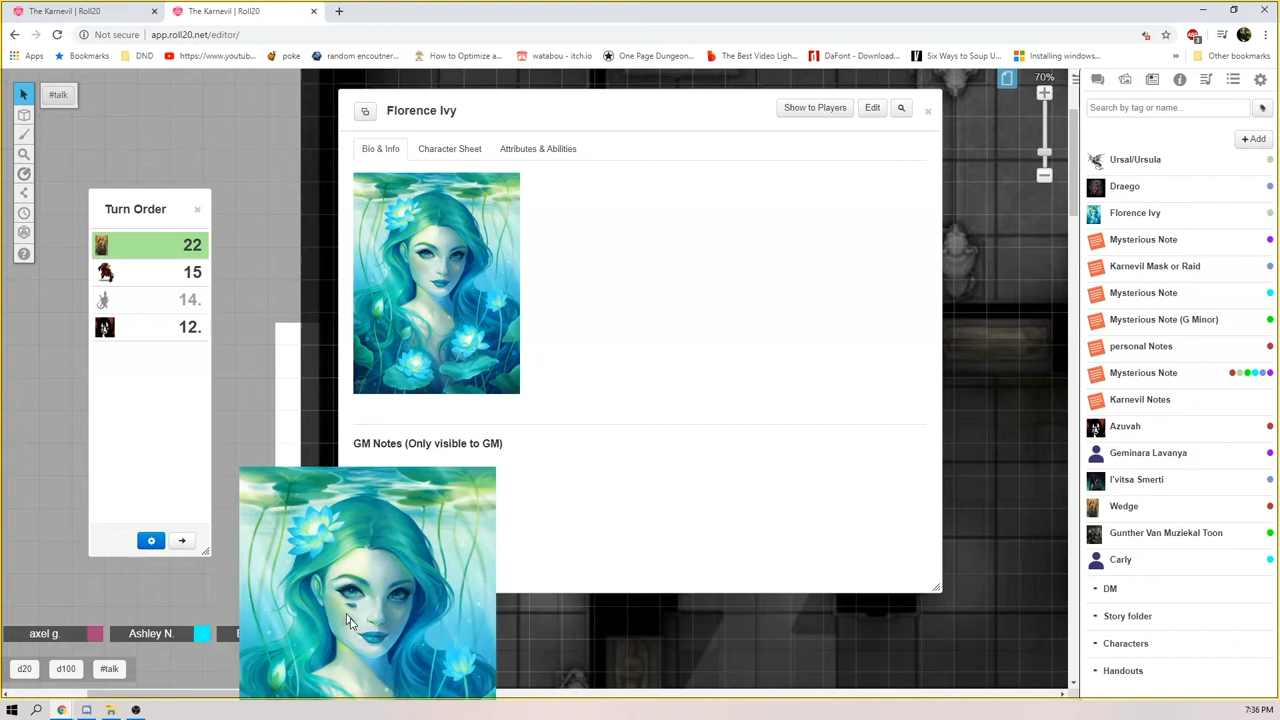 The Karnevil | Roll20
The Karnevil | Roll20
Not secure | app.roll20.net/editor/
Apps
Bookmarks
DND
https://www.youtub...
poke
random encoutner...
How to Optimize a...
watabou - itch.io
One Page Dungeon...
The Best Video Ligh...
DaFont - Download...
Six Ways to Soup U...
Installing windows...
»
Other bookmarks
#talk
Florence Ivy
Show to Players
Edit
70%
Search by tag or name...
+ Add
Bio & Info
Character Sheet
Attributes & Abilities
Ursal/Ursula
Draego
Florence Ivy
Mysterious Note
Karnevil Mask or Raid
Mysterious Note
Mysterious Note (G Minor)
personal Notes
Mysterious Note
Karnevil Notes
Azuvah
Geminara Lavanya
I'vitsa Smerti
Wedge
Gunther Van Muziekal Toon
Carly
DM
Story folder
Characters
Handouts
Turn Order
22
15
14.
12.
GM Notes (Only visible to GM)
axel g.
Ashley N.
d20
d100
#talk
7:36 PM